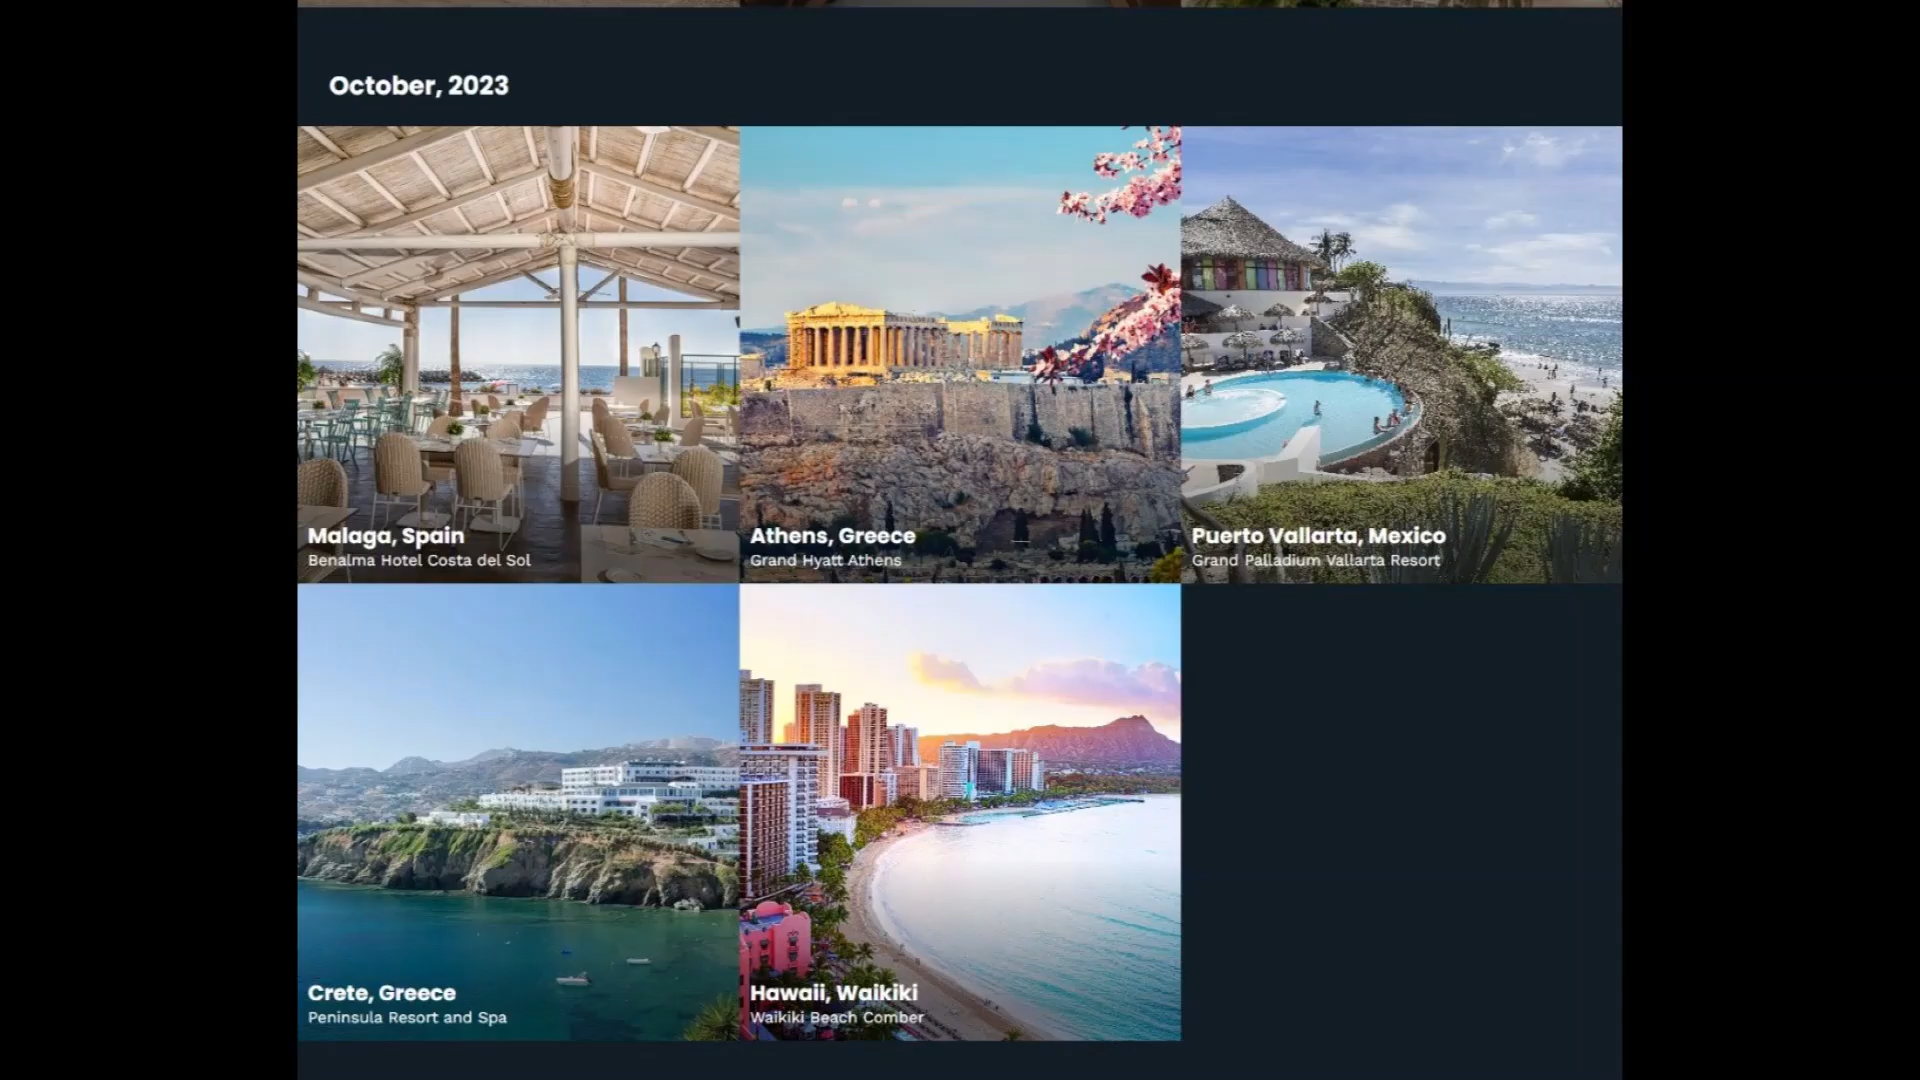 October, 2023
Malaga, Spain
Benalma Hotel Costa del Sol
Athens, Greece
Grand Hyatt Athens
Puerto Vallarta, Mexico
Grand Palladium Vallarta Resort
Crete, Greece
Peninsula Resort and Spa
Hawaii, Waikiki
Waikiki Beach Comber